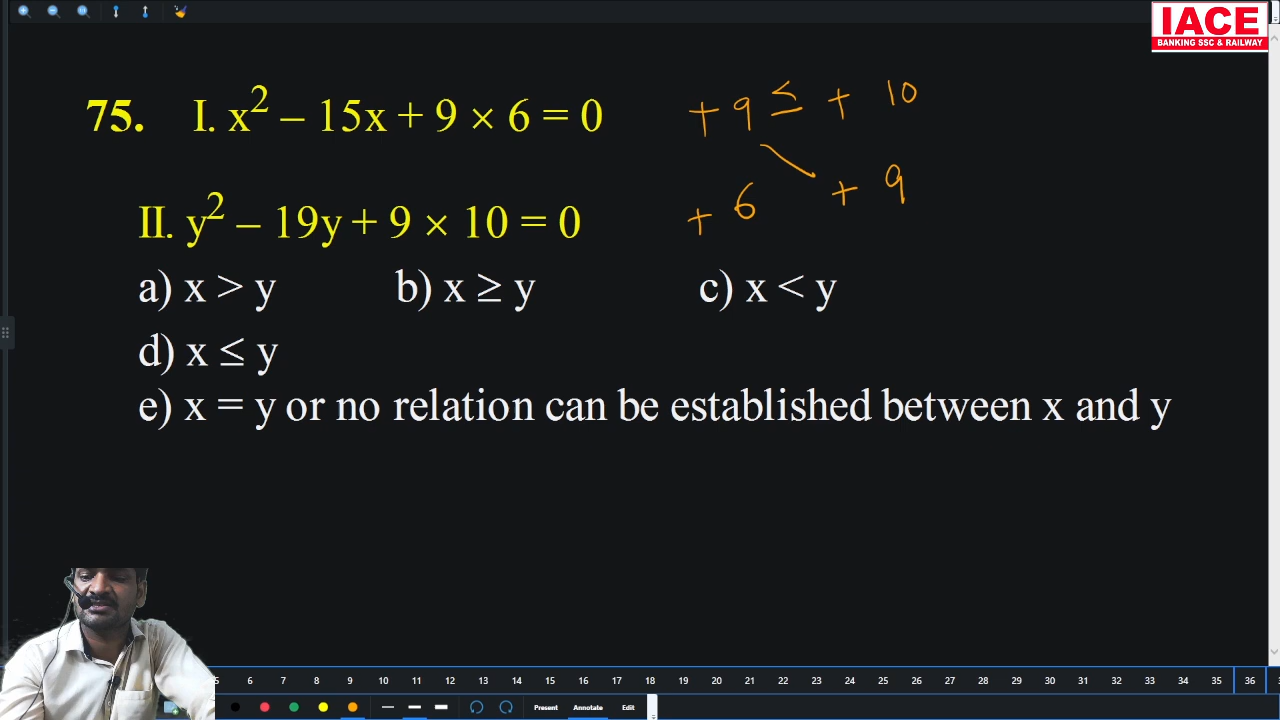 IACE
BANKING SSC & RAILWAY
75. I. x² – 15x + 9 × 6 = 0
+ 9 ≤ + 10
+ 6 + 9
II. y² – 19y + 9 × 10 = 0
a) x > y b) x ≥ y c) x < y
d) x ≤ y
e) x = y or no relation can be established between x and y
5 6 7 8 9 10 11 12 13 14 15 16 17 18 19 20 21 22 23 24 25 26 27 28 29 30 31 32 33 34 35 36
Present Annotate Edit